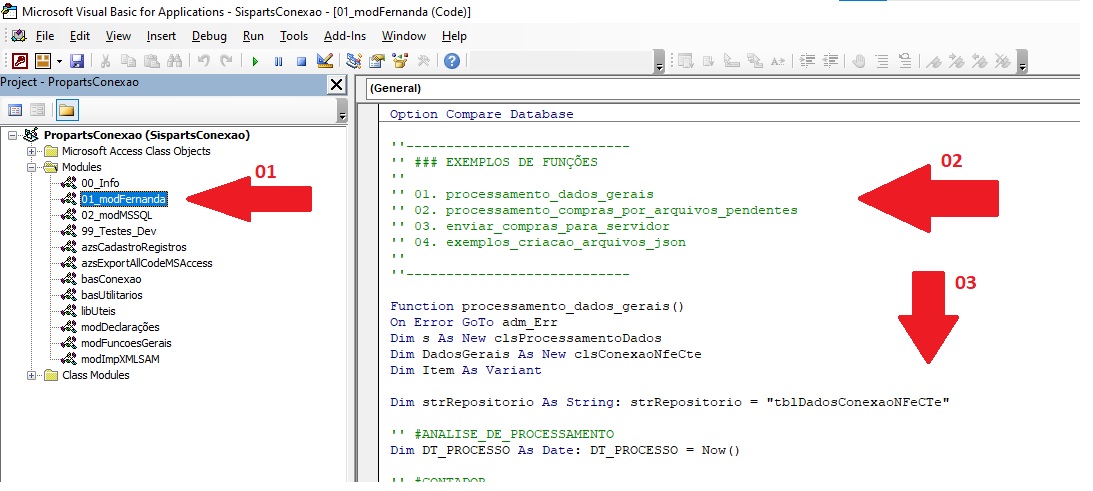 Microsoft Visual Basic for Applications - SispartsConexao - [01_modFernanda (Code)]
File Edit View Insert Debug Run Tools Add-Ins Window Help
Project - PropartsConexao
PropartsConexao (SispartsConexao)
Microsoft Access Class Objects
Modules
00_Info
01_modFernanda
02_modMSSQL
99_Testes_Dev
azsCadastroRegistros
azsExportAllCodeMSAccess
basConexao
basUtilitarios
libUteis
modDeclarações
modFuncoesGerais
modImpXMLSAM
Class Modules
01
(General)
Option Compare Database
''----------------------------
'' ### EXEMPLOS DE FUNÇÕES
''
'' 01. processamento_dados_gerais
'' 02. processamento_compras_por_arquivos_pendentes
'' 03. enviar_compras_para_servidor
'' 04. exemplos_criacao_arquivos_json
''
''----------------------------
02
03
Function processamento_dados_gerais()
On Error GoTo adm_Err
Dim s As New clsProcessamentoDados
Dim DadosGerais As New clsConexaoNfeCte
Dim Item As Variant
Dim strRepositorio As String: strRepositorio = "tblDadosConexaoNFeCTe"
'' #ANALISE_DE_PROCESSAMENTO
Dim DT_PROCESSO As Date: DT_PROCESSO = Now()
'' #CONTADOR